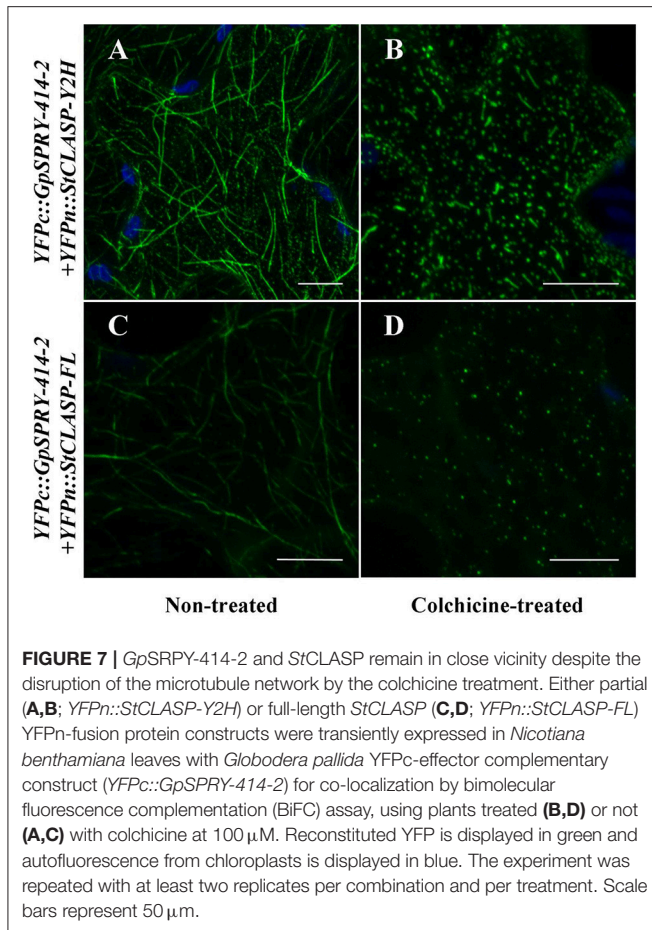 YFPc::GpSPRY-414-2
+YFPn::StCLASP-Y2H
A
B
YFPc::GpSPRY-414-2
+YFPn::StCLASP-FL
C
D
Non-treated
Colchicine-treated
FIGURE 7 | GpSRPY-414-2 and StCLASP remain in close vicinity despite the
disruption of the microtubule network by the colchicine treatment. Either partial
(A,B; YFPn::StCLASP-Y2H) or full-length StCLASP (C,D; YFPn::StCLASP-FL)
YFPn-fusion protein constructs were transiently expressed in Nicotiana
benthamiana leaves with Globodera pallida YFPc-effector complementary
construct (YFPc::GpSPRY-414-2) for co-localization by bimolecular
fluorescence complementation (BiFC) assay, using plants treated (B,D) or not
(A,C) with colchicine at 100 μM. Reconstituted YFP is displayed in green and
autofluorescence from chloroplasts is displayed in blue. The experiment was
repeated with at least two replicates per combination and per treatment. Scale
bars represent 50 μm.